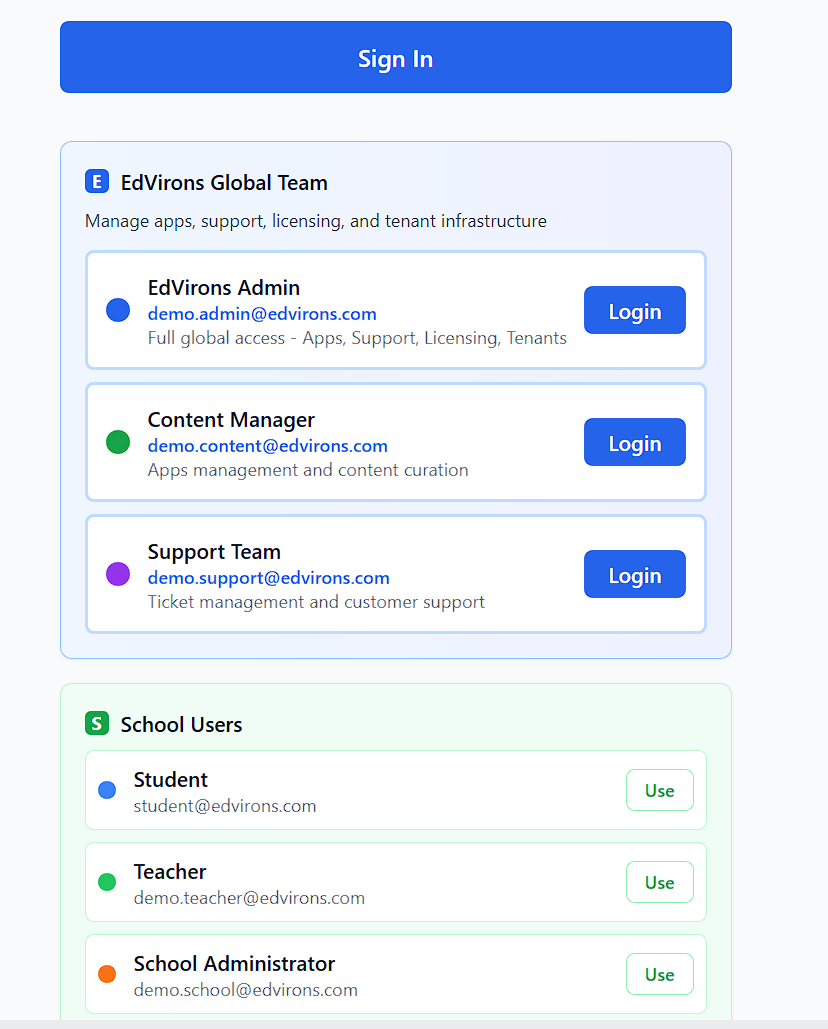 Sign In
E EdVirons Global Team
Manage apps, support, licensing, and tenant infrastructure
EdVirons Admin
demo.admin@edvirons.com
Full global access - Apps, Support, Licensing, Tenants
Login
Content Manager
demo.content@edvirons.com
Apps management and content curation
Login
Support Team
demo.support@edvirons.com
Ticket management and customer support
Login
S School Users
Student
student@edvirons.com
Use
Teacher
demo.teacher@edvirons.com
Use
School Administrator
demo.school@edvirons.com
Use